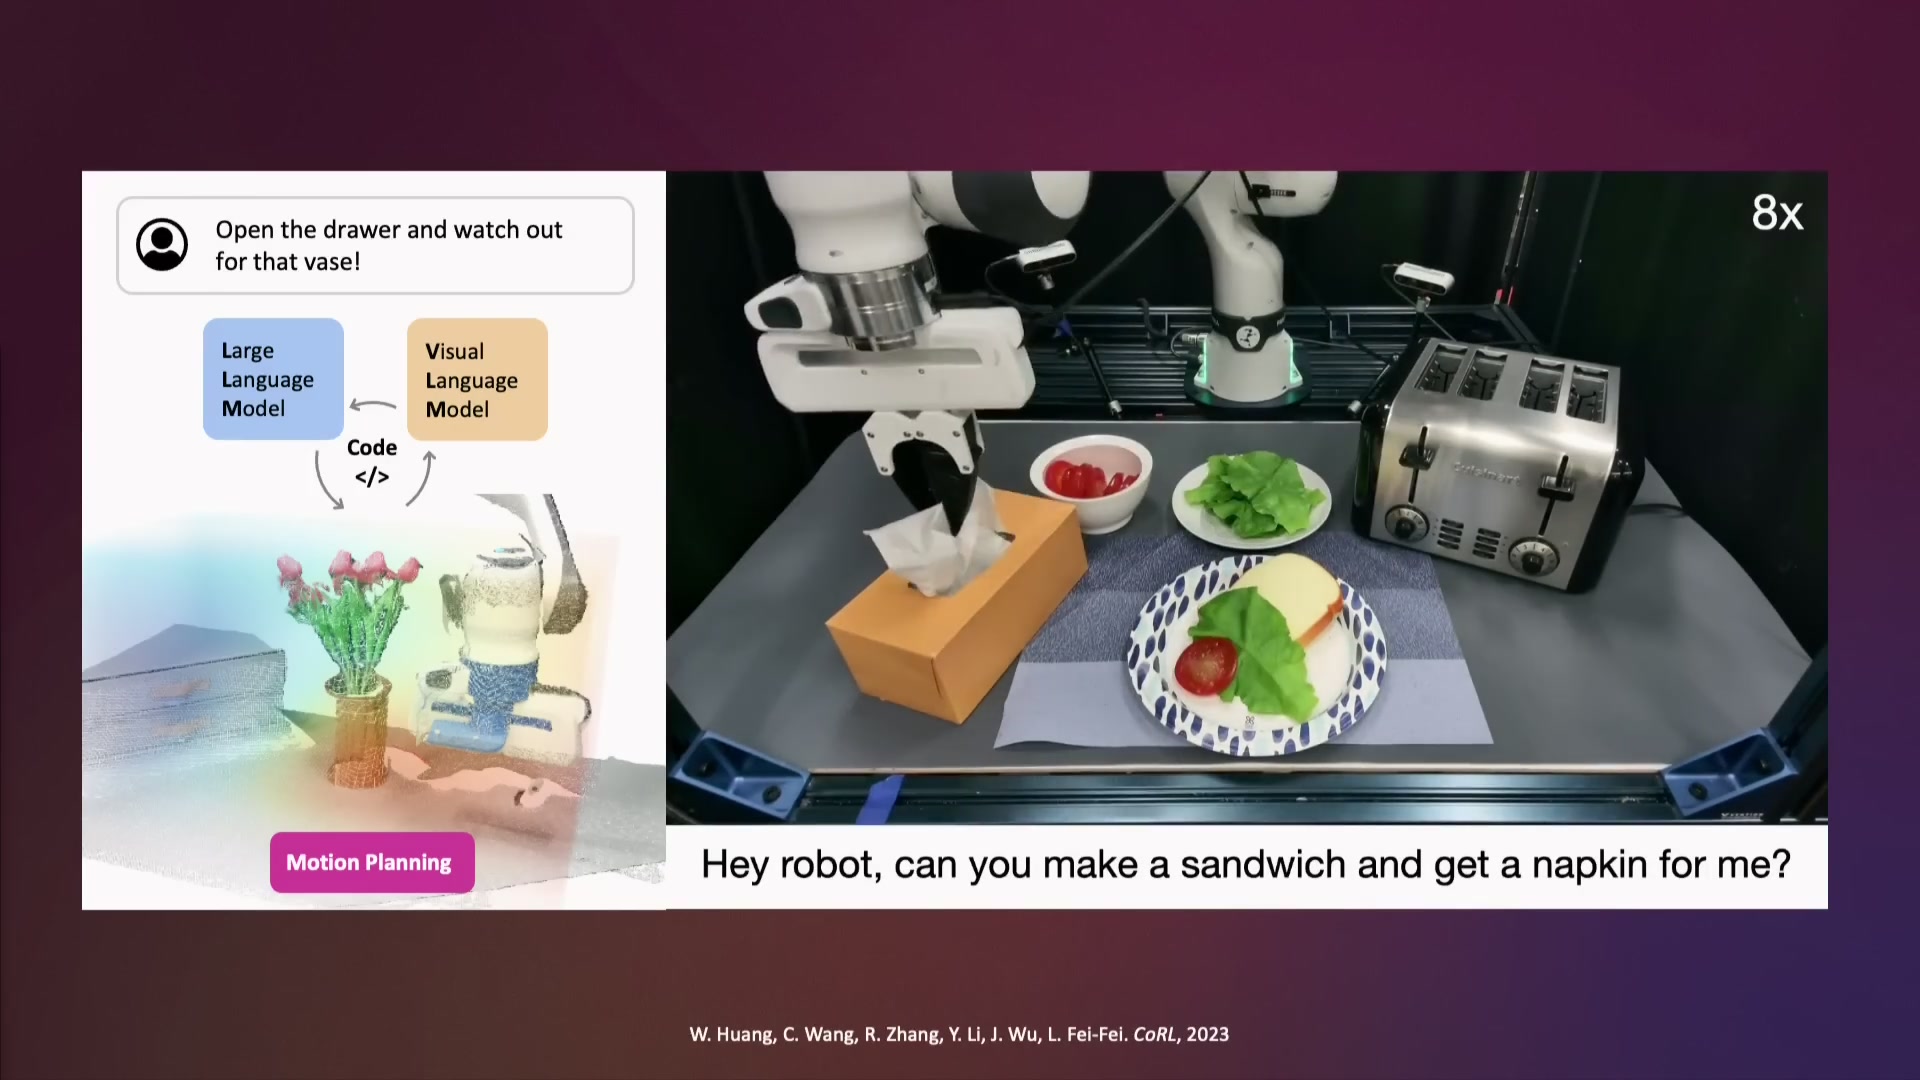 Open the drawer and watch out
for that vase!
Large
Language
Model
Visual
Language
Model
Code
</>
Motion Planning
8x
Cuisinart
Hey robot, can you make a sandwich and get a napkin for me?
W. Huang, C. Wang, R. Zhang, Y. Li, J. Wu, L. Fei-Fei. CoRL, 2023